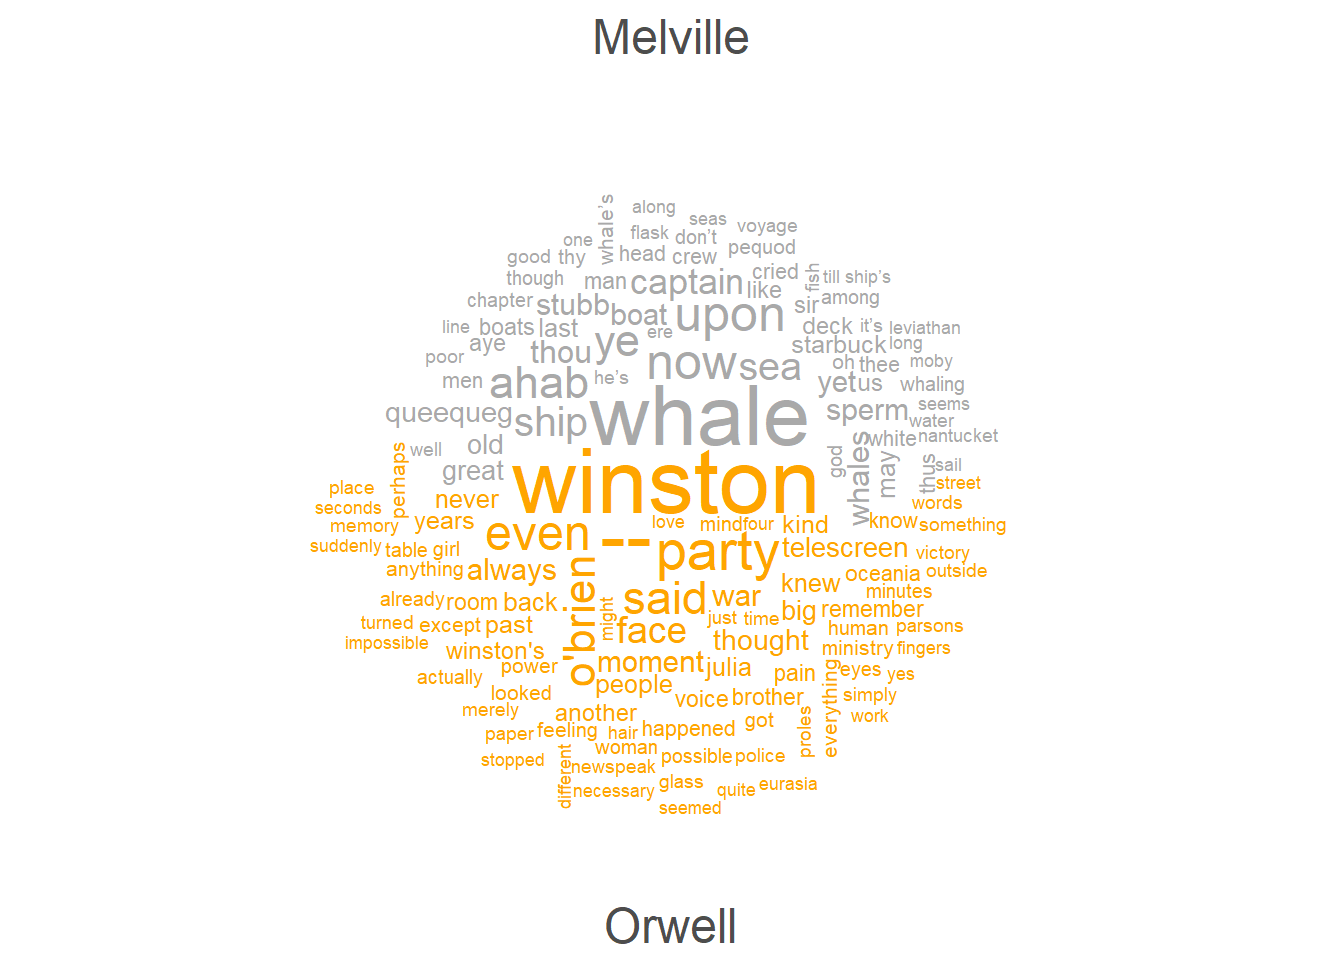 Melville
along
whale’s
seas
voyage
one
flask
don’t
pequod
good
thy
head
crew
though
man
captain
cried
like
fish
till
ship’s
chapter
stubb
boat
upon
sir
among
line
boats
last
ere
deck
it’s
leviathan
aye
thou
ye
now
sea
starbuck
long
poor
men
ahab
he’s
oh
thee
moby
yet
us
whaling
queequeg
ship
whale
sperm
seems
water
well
old
white
nantucket
great
god
whales
may
thus
sail
winston
perhaps
place
seconds
never
street
words
memory
years
love
mind
four
kind
know
something
suddenly
table
girl
even
--
party
telescreen
victory
anything
always
o'brien
knew
oceania
outside
minutes
already
room
back
.
might
said
war
big
remember
turned
except
past
face
just
time
human
parsons
impossible
winston's
thought
ministry
fingers
actually
power
moment
julia
pain
eyes
yes
looked
people
voice
brother
everything
simply
merely
another
got
proles
work
paper
feeling
hair
happened
stopped
different
woman
newspeak
possible
police
necessary
glass
quite
eurasia
seemed
Orwell